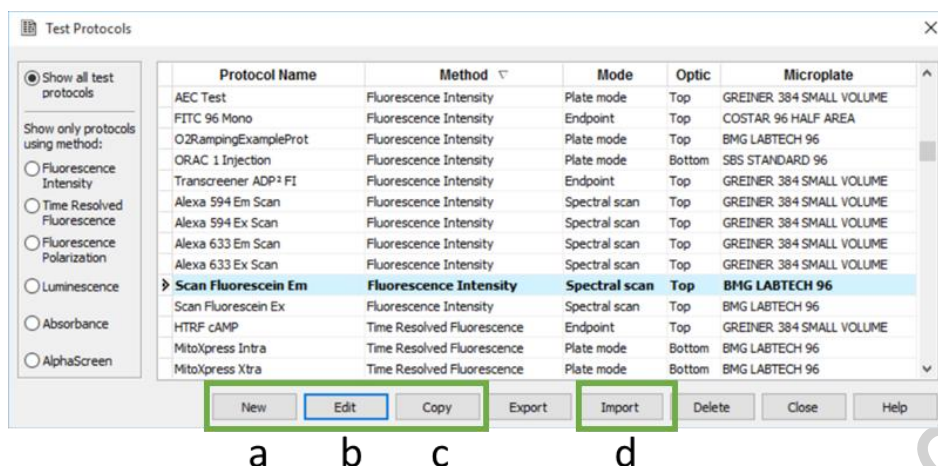 Test Protocols
Show all test
protocols
Show only protocols
using method:
Fluorescence
Intensity
Time Resolved
Fluorescence
Fluorescence
Polarization
Luminescence
Absorbance
AlphaScreen
Protocol Name Method Mode Optic Microplate
AEC Test Fluorescence Intensity Plate mode Top GREINER 384 SMALL VOLUME
FITC 96 Mono Fluorescence Intensity Endpoint Top COSTAR 96 HALF AREA
O2RampingExampleProt Fluorescence Intensity Plate mode Top BMG LABTECH 96
ORAC 1 Injection Fluorescence Intensity Plate mode Bottom SBS STANDARD 96
Transcreener ADP² FI Fluorescence Intensity Endpoint Top GREINER 384 SMALL VOLUME
Alexa 594 Em Scan Fluorescence Intensity Spectral scan Top GREINER 384 SMALL VOLUME
Alexa 594 Ex Scan Fluorescence Intensity Spectral scan Top GREINER 384 SMALL VOLUME
Alexa 633 Em Scan Fluorescence Intensity Spectral scan Top GREINER 384 SMALL VOLUME
Alexa 633 Ex Scan Fluorescence Intensity Spectral scan Top GREINER 384 SMALL VOLUME
Scan Fluorescein Em Fluorescence Intensity Spectral scan Top BMG LABTECH 96
Scan Fluorescein Ex Fluorescence Intensity Spectral scan Top BMG LABTECH 96
HTRF cAMP Time Resolved Fluorescence Endpoint Top GREINER 384 SMALL VOLUME
MitoXpress Intra Time Resolved Fluorescence Plate mode Bottom BMG LABTECH 96
MitoXpress Xtra Time Resolved Fluorescence Plate mode Bottom BMG LABTECH 96
New Edit Copy Export Import Delete Close Help
a b c d